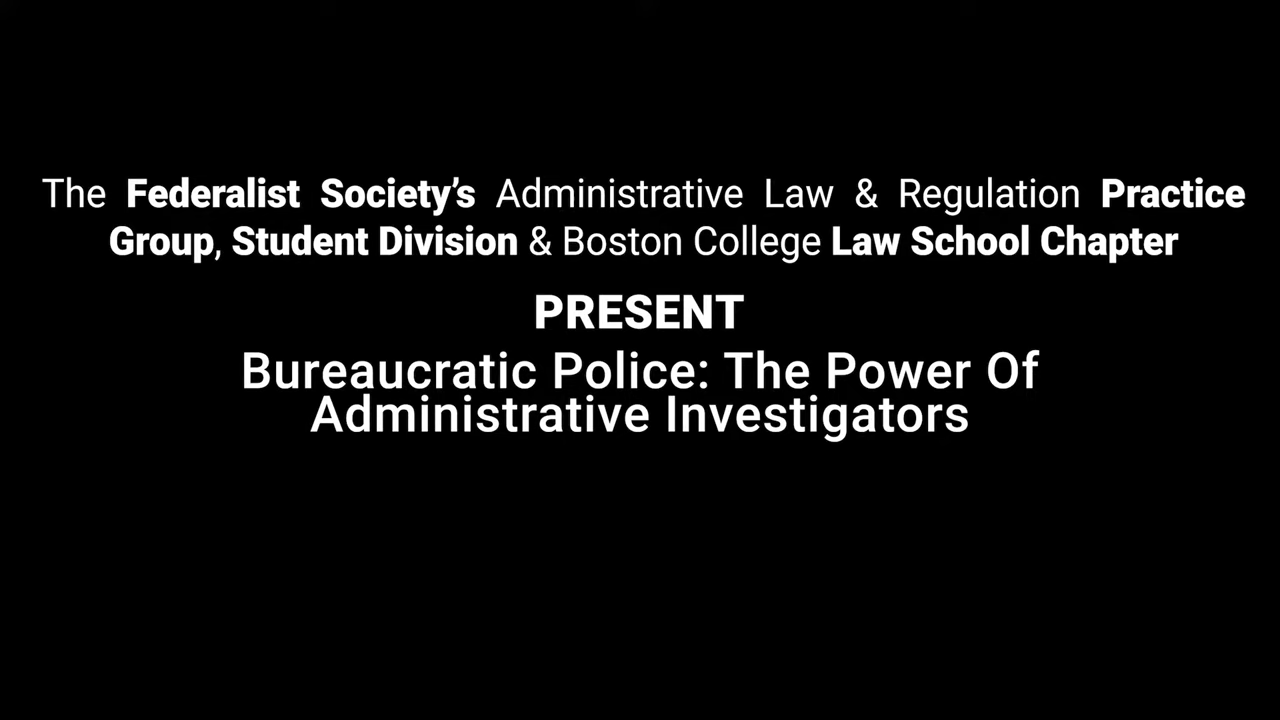 The Federalist Society’s Administrative Law & Regulation Practice
Group, Student Division & Boston College Law School Chapter
PRESENT
Bureaucratic Police: The Power Of
Administrative Investigators